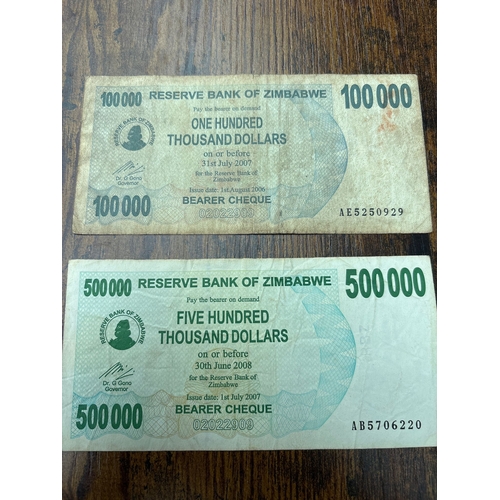 100 000 RESERVE BANK OF ZIMBABWE 100 000
Pay the bearer on demand
ONE HUNDRED
THOUSAND DOLLARS
on or before
31st July 2007
for the Reserve Bank of
Zimbabwe
RESERVE BANK OF ZIMBABWE
Dr. G Gono
Governor
Issue date: 1st August 2006
100 000 BEARER CHEQUE
02022909
AE5250929
500 000 RESERVE BANK OF ZIMBABWE 500 000
Pay the bearer on demand
FIVE HUNDRED
THOUSAND DOLLARS
on or before
30th June 2008
for the Reserve Bank of
Zimbabwe
RESERVE BANK OF ZIMBABWE
Dr. G Gono
Governor
Issue date: 1st July 2007
500 000 BEARER CHEQUE
02022909
AB5706220